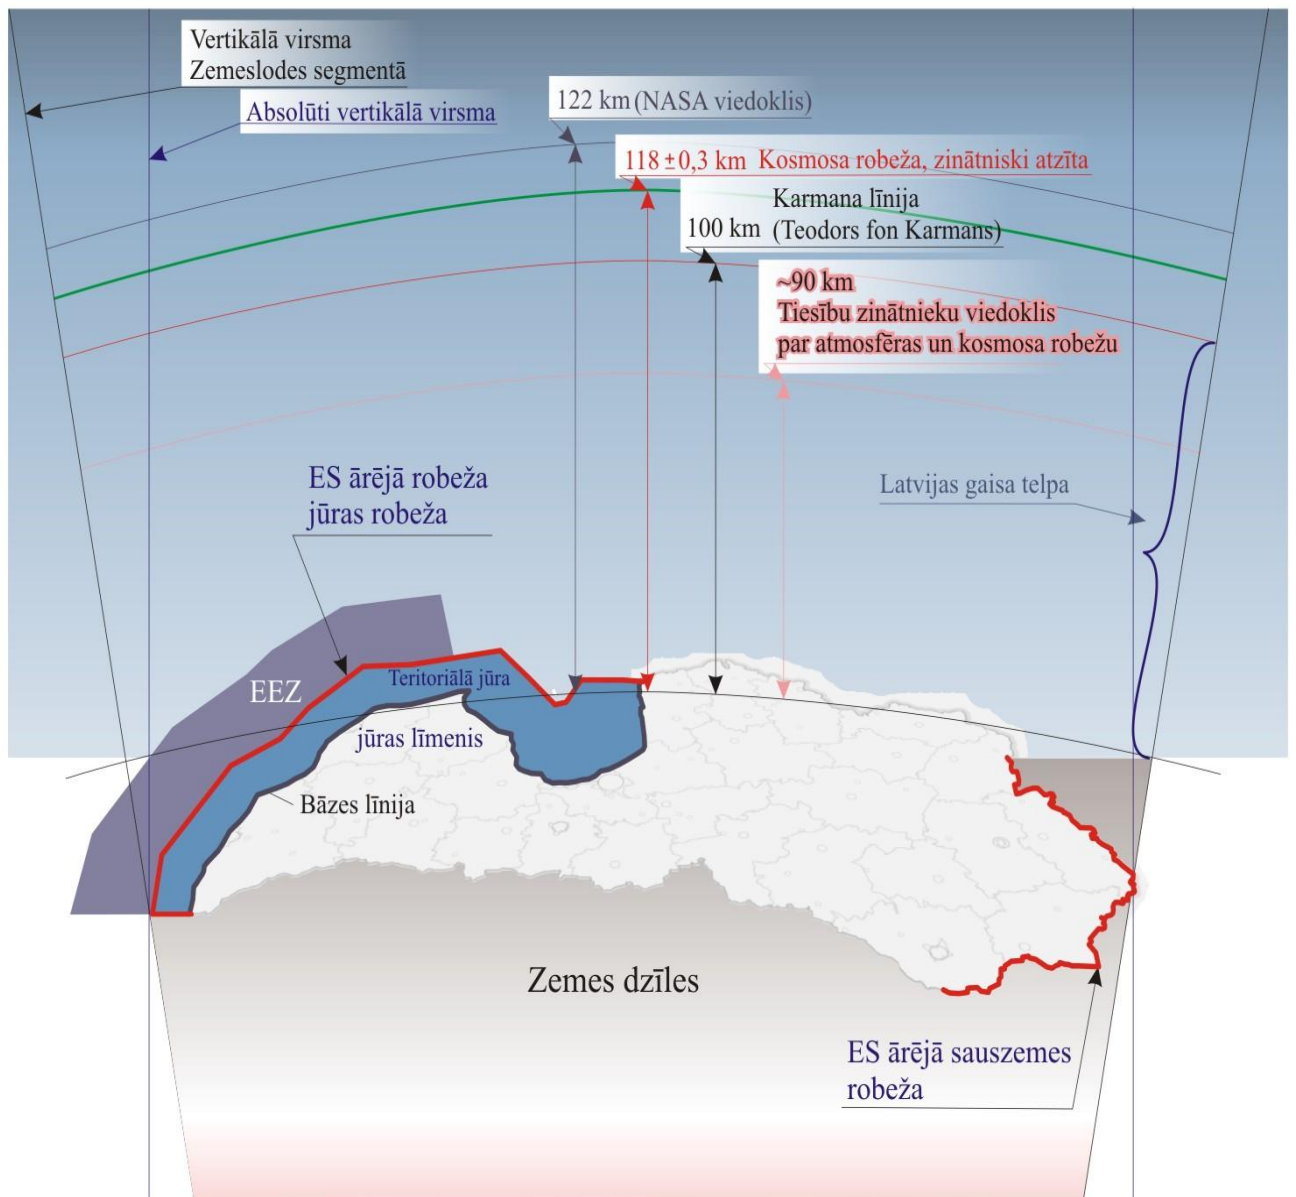 Vertikālā virsma
Zemeslodes segmentā
Absolūti vertikālā virsma
122 km (NASA viedoklis)
118 ± 0,3 km Kosmosa robeža, zinātniski atzīta
Karmana līnija
100 km (Teodors fon Karmans)
~90 km
Tiesību zinātnieku viedoklis
par atmosfēras un kosmosa robežu
ES ārējā robeža
jūras robeža
Latvijas gaisa telpa
Teritoriālā jūra
EEZ
jūras līmenis
Bāzes līnija
Zemes dzīles
ES ārējā sauszemes
robeža